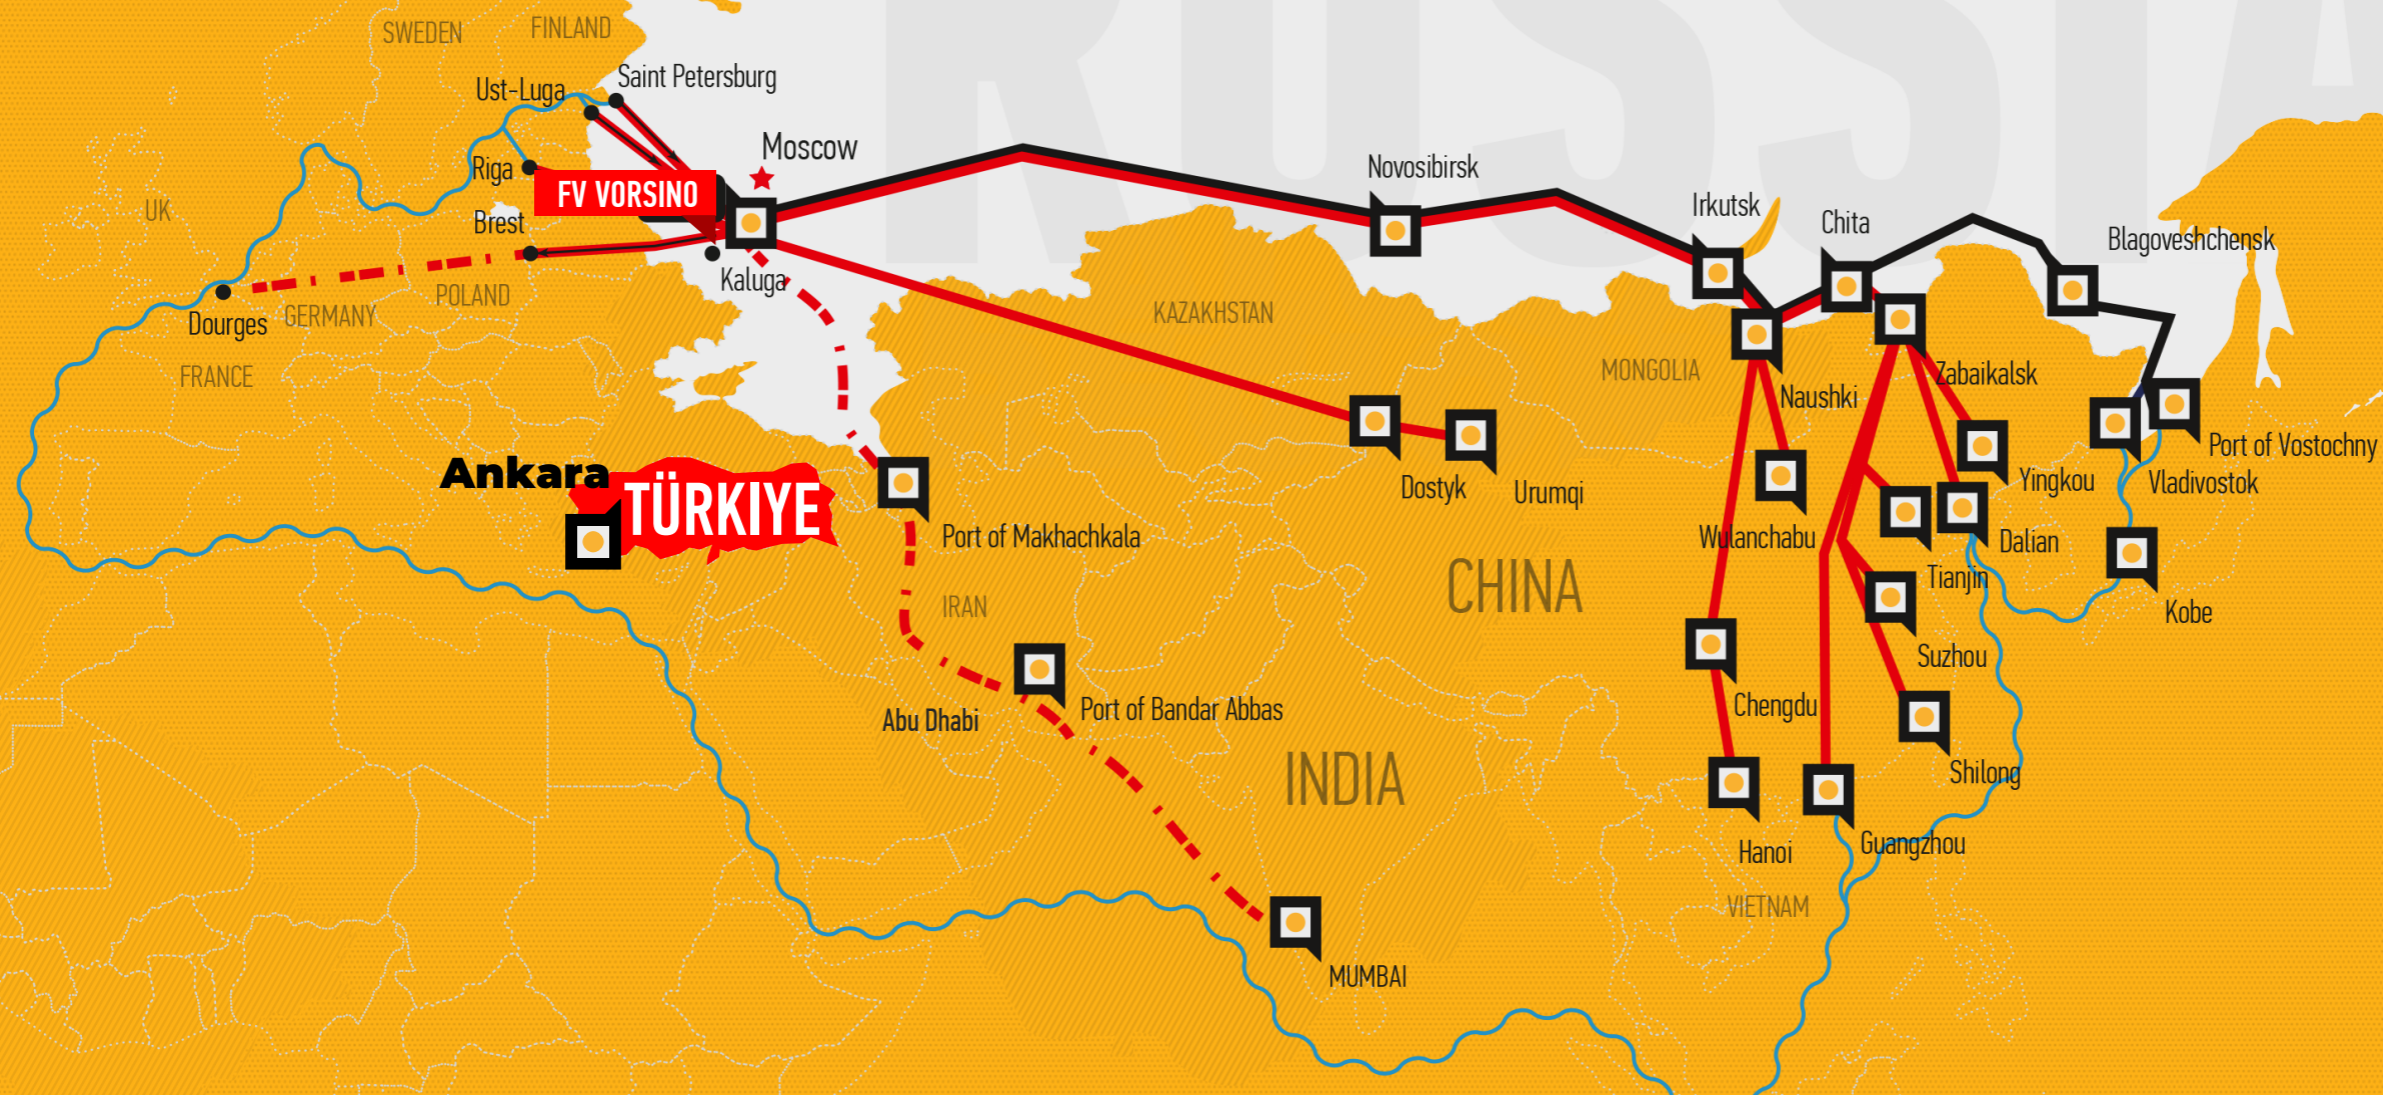 RUSSIA
SWEDEN
FINLAND
Ust-Luga
Saint Petersburg
Moscow
Novosibirsk
Riga
FV VORSINO
UK
Brest
Irkutsk
Chita
Blagoveshchensk
Kaluga
POLAND
GERMANY
Dourges
KAZAKHSTAN
FRANCE
MONGOLIA
Zabaikalsk
Naushki
Port of Vostochny
Ankara
TÜRKIYE
Dostyk
Urumqi
Yingkou
Vladivostok
Port of Makhachkala
Wulanchabu
Dalian
CHINA
Tianjin
IRAN
Kobe
Suzhou
Abu Dhabi
Port of Bandar Abbas
Chengdu
INDIA
Shilong
Hanoi
Guangzhou
VIETNAM
MUMBAI